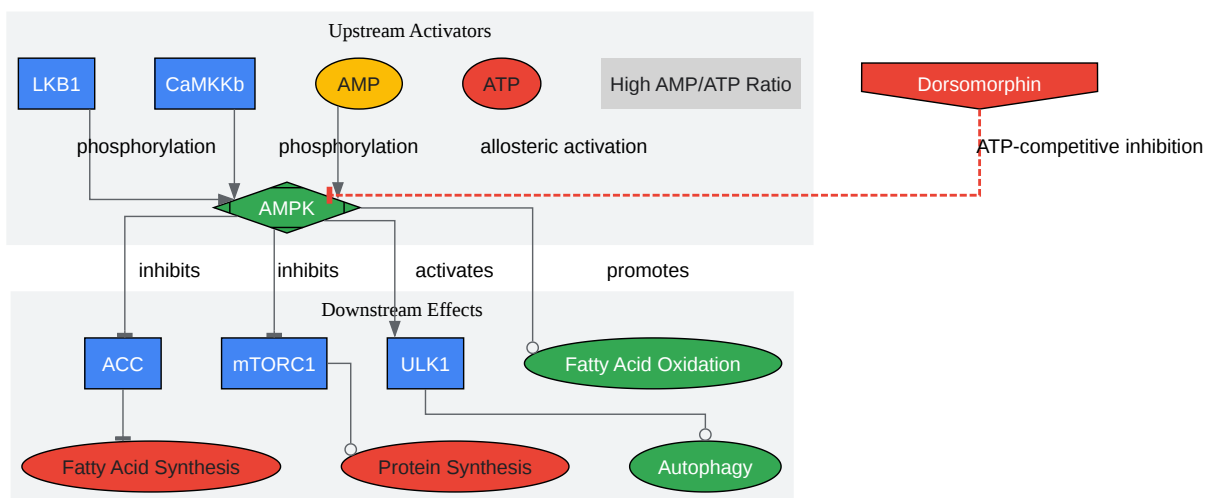 Upstream Activators
LKB1
CaMKKb
AMP
ATP
High AMP/ATP Ratio
Dorsomorphin
phosphorylation
phosphorylation
allosteric activation
ATP-competitive inhibition
AMPK
inhibits
inhibits
activates
promotes
Downstream Effects
ACC
mTORC1
ULK1
Fatty Acid Oxidation
Fatty Acid Synthesis
Protein Synthesis
Autophagy